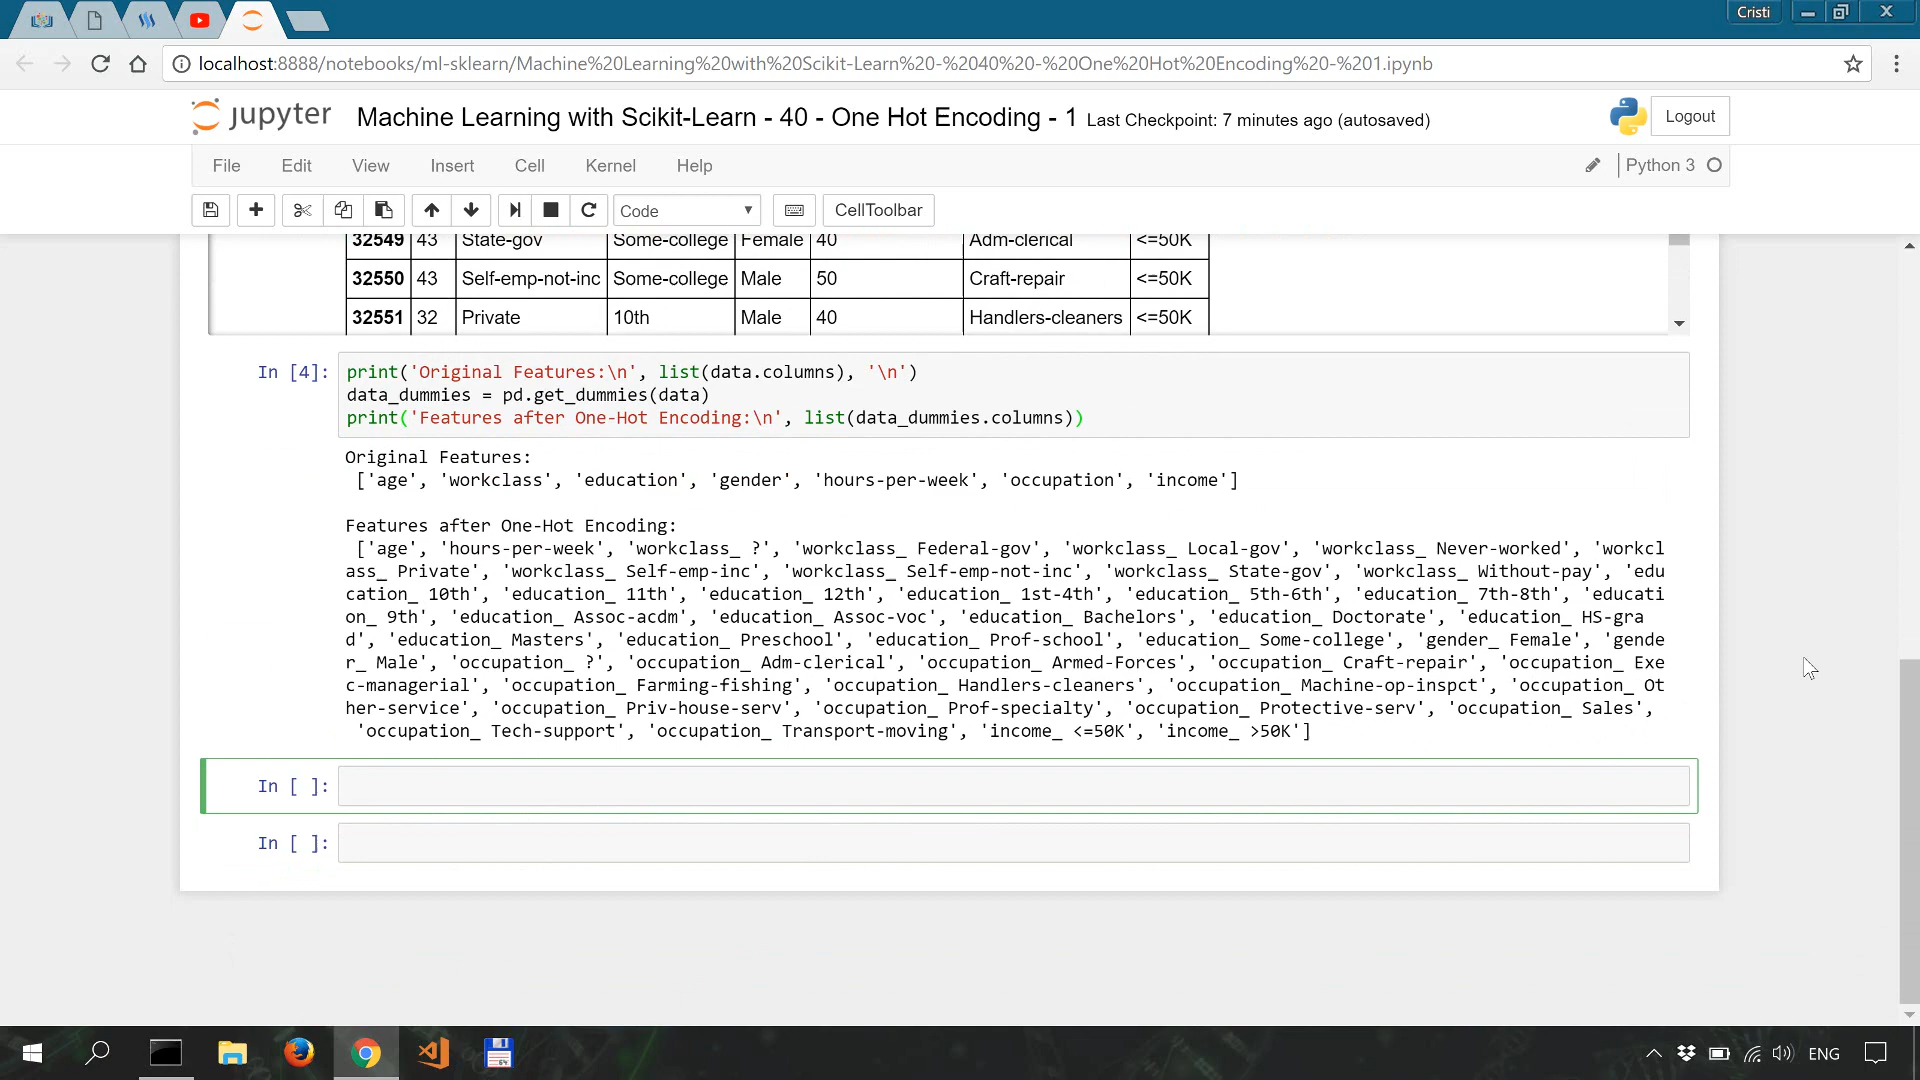 Cristi
localhost:8888/notebooks/ml-sklearn/Machine%20Learning%20with%20Scikit-Learn%20-%2040%20-%20One%20Hot%20Encoding%20-%201.ipynb
jupyter Machine Learning with Scikit-Learn - 40 - One Hot Encoding - 1 Last Checkpoint: 7 minutes ago (autosaved) Logout
File Edit View Insert Cell Kernel Help Python 3
Code CellToolbar
32549 43 State-gov Some-college Female 40 Adm-clerical <=50K
32550 43 Self-emp-not-inc Some-college Male 50 Craft-repair <=50K
32551 32 Private 10th Male 40 Handlers-cleaners <=50K
In [4]: print('Original Features:\n', list(data.columns), '\n')
data_dummies = pd.get_dummies(data)
print('Features after One-Hot Encoding:\n', list(data_dummies.columns))
Original Features:
['age', 'workclass', 'education', 'gender', 'hours-per-week', 'occupation', 'income']
Features after One-Hot Encoding:
['age', 'hours-per-week', 'workclass_ ?', 'workclass_ Federal-gov', 'workclass_ Local-gov', 'workclass_ Never-worked', 'workcl
ass_ Private', 'workclass_ Self-emp-inc', 'workclass_ Self-emp-not-inc', 'workclass_ State-gov', 'workclass_ Without-pay', 'edu
cation_ 10th', 'education_ 11th', 'education_ 12th', 'education_ 1st-4th', 'education_ 5th-6th', 'education_ 7th-8th', 'educati
on_ 9th', 'education_ Assoc-acdm', 'education_ Assoc-voc', 'education_ Bachelors', 'education_ Doctorate', 'education_ HS-gra
d', 'education_ Masters', 'education_ Preschool', 'education_ Prof-school', 'education_ Some-college', 'gender_ Female', 'gende
r_ Male', 'occupation_ ?', 'occupation_ Adm-clerical', 'occupation_ Armed-Forces', 'occupation_ Craft-repair', 'occupation_ Exe
c-managerial', 'occupation_ Farming-fishing', 'occupation_ Handlers-cleaners', 'occupation_ Machine-op-inspct', 'occupation_ Ot
her-service', 'occupation_ Priv-house-serv', 'occupation_ Prof-specialty', 'occupation_ Protective-serv', 'occupation_ Sales',
'occupation_ Tech-support', 'occupation_ Transport-moving', 'income_ <=50K', 'income_ >50K']
In [ ]:
In [ ]:
64
ENG